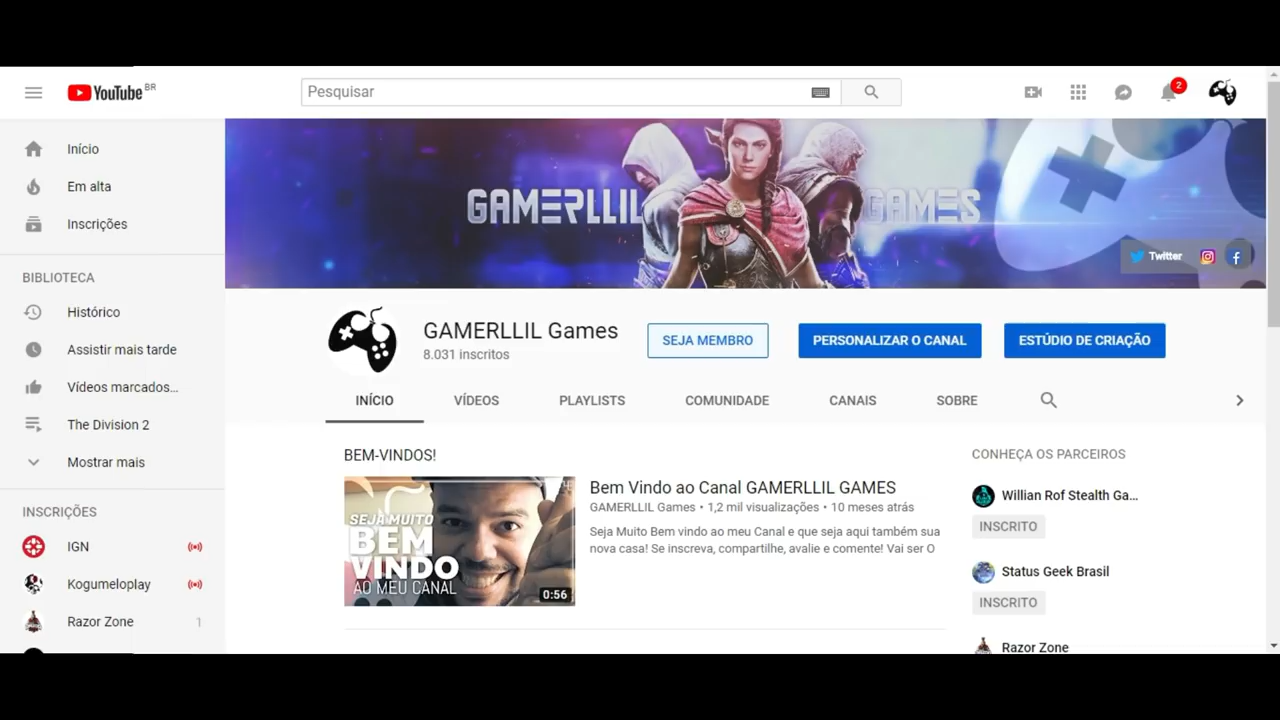 YouTube BR
Pesquisar
2
Início
Em alta
Inscrições
BIBLIOTECA
Histórico
Assistir mais tarde
Vídeos marcados...
The Division 2
Mostrar mais
INSCRIÇÕES
IGN
Kogumeloplay
Razor Zone 1
GAMERLLIL GAMES
Twitter
GAMERLLIL Games
8.031 inscritos
SEJA MEMBRO
PERSONALIZAR O CANAL
ESTÚDIO DE CRIAÇÃO
INÍCIO
VÍDEOS
PLAYLISTS
COMUNIDADE
CANAIS
SOBRE
BEM-VINDOS!
SEJA MUITO
BEM
VINDO
AO MEU CANAL
0:56
Bem Vindo ao Canal GAMERLLIL GAMES
GAMERLLIL Games • 1,2 mil visualizações • 10 meses atrás
Seja Muito Bem vindo ao meu Canal e que seja aqui também sua
nova casa! Se inscreva, compartilhe, avalie e comente! Vai ser O
CONHEÇA OS PARCEIROS
Willian Rof Stealth Ga...
INSCRITO
Status Geek Brasil
INSCRITO
Razor Zone